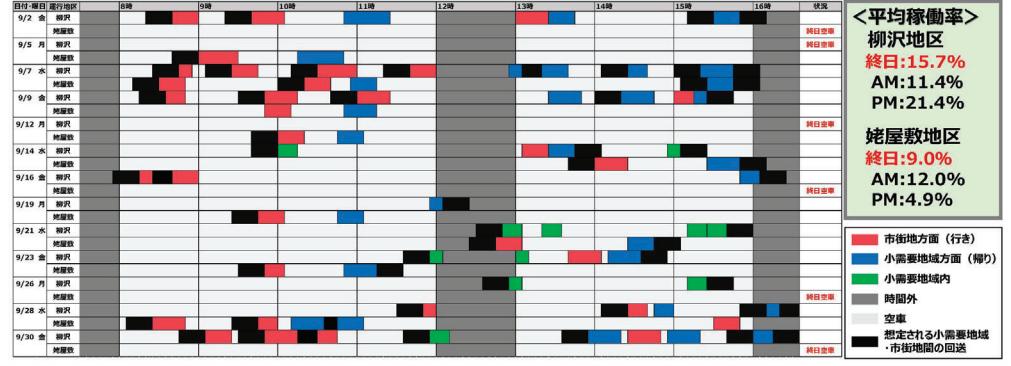 日付・曜日 運行地区 8時 9時 10時 11時 12時 13時 14時 15時 16時 状況
9/2 金 柳沢
姥屋敷 終日空車
9/5 月 柳沢 終日空車
姥屋敷
9/7 水 柳沢
姥屋敷
9/9 金 柳沢
姥屋敷
9/12 月 柳沢 終日空車
姥屋敷
9/14 水 柳沢
姥屋敷
9/16 金 柳沢
姥屋敷 終日空車
9/19 月 柳沢
姥屋敷
9/21 水 柳沢
姥屋敷
9/23 金 柳沢
姥屋敷
9/26 月 柳沢
姥屋敷 終日空車
9/28 水 柳沢
姥屋敷
9/30 金 柳沢
姥屋敷 終日空車
＜平均稼働率＞
柳沢地区
終日:15.7%
AM:11.4%
PM:21.4%
姥屋敷地区
終日:9.0%
AM:12.0%
PM:4.9%
市街地方面（行き）
小需要地域方面（帰り）
小需要地域内
時間外
空車
想定される小需要地域
・市街地間の回送